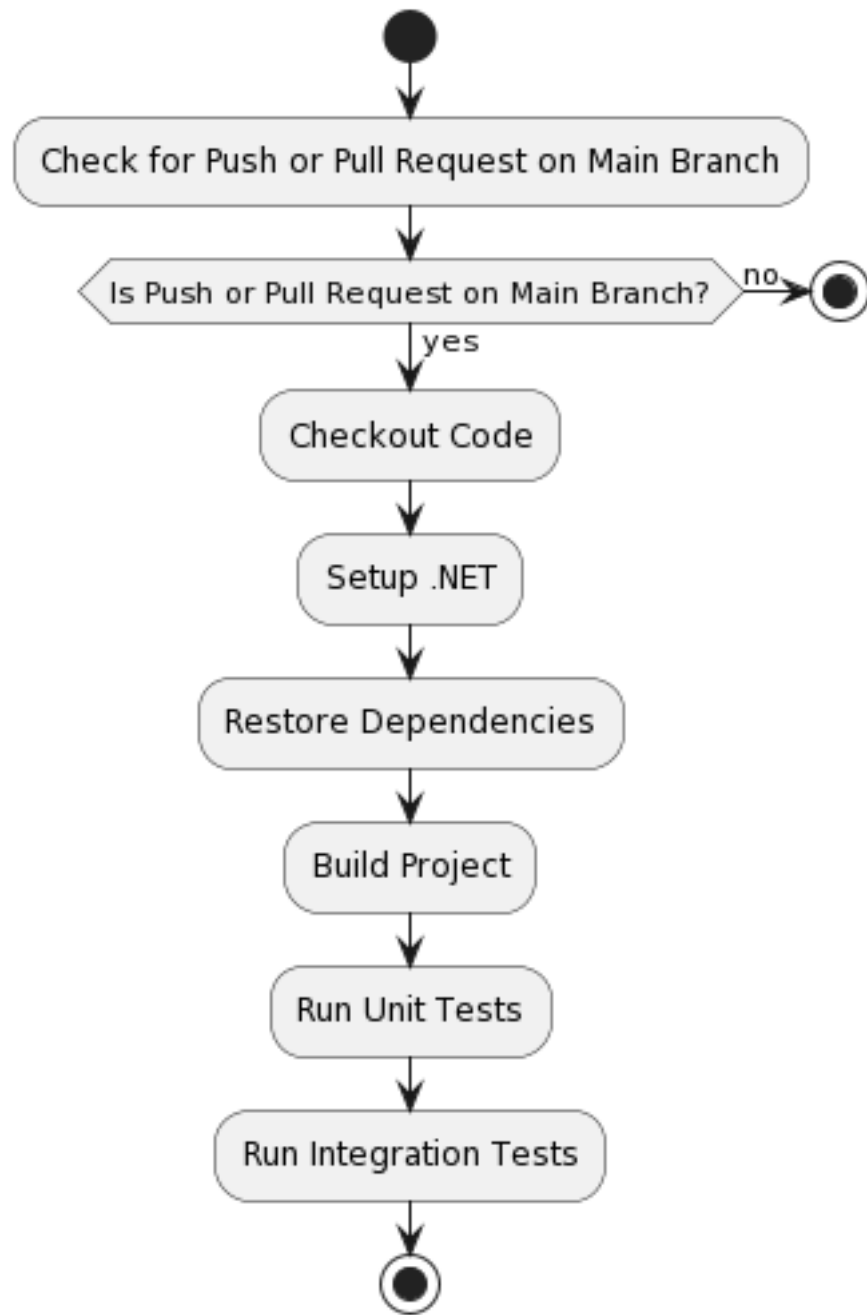 Check for Push or Pull Request on Main Branch
Is Push or Pull Request on Main Branch?
no
yes
Checkout Code
Setup .NET
Restore Dependencies
Build Project
Run Unit Tests
Run Integration Tests